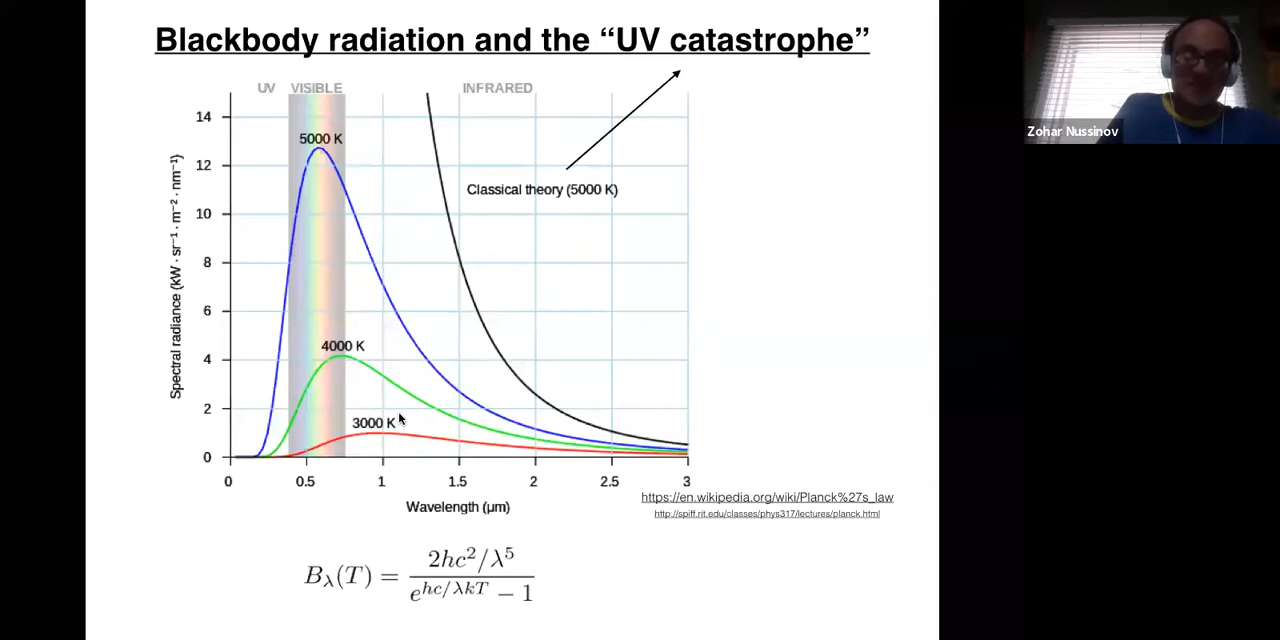 Blackbody radiation and the “UV catastrophe”
UV VISIBLE INFRARED
14
12
10
8
6
4
2
0
Spectral radiance (kW · sr⁻¹ · m⁻² · nm⁻¹)
5000 K
4000 K
3000 K
Classical theory (5000 K)
0 0.5 1 1.5 2 2.5 3
Wavelength (μm)
https://en.wikipedia.org/wiki/Planck%27s_law
http://spiff.rit.edu/classes/phys317/lectures/planck.html
B_λ(T) = \frac{2hc²/λ⁵}{e^{hc/λkT} − 1}
Zohar Nussinov